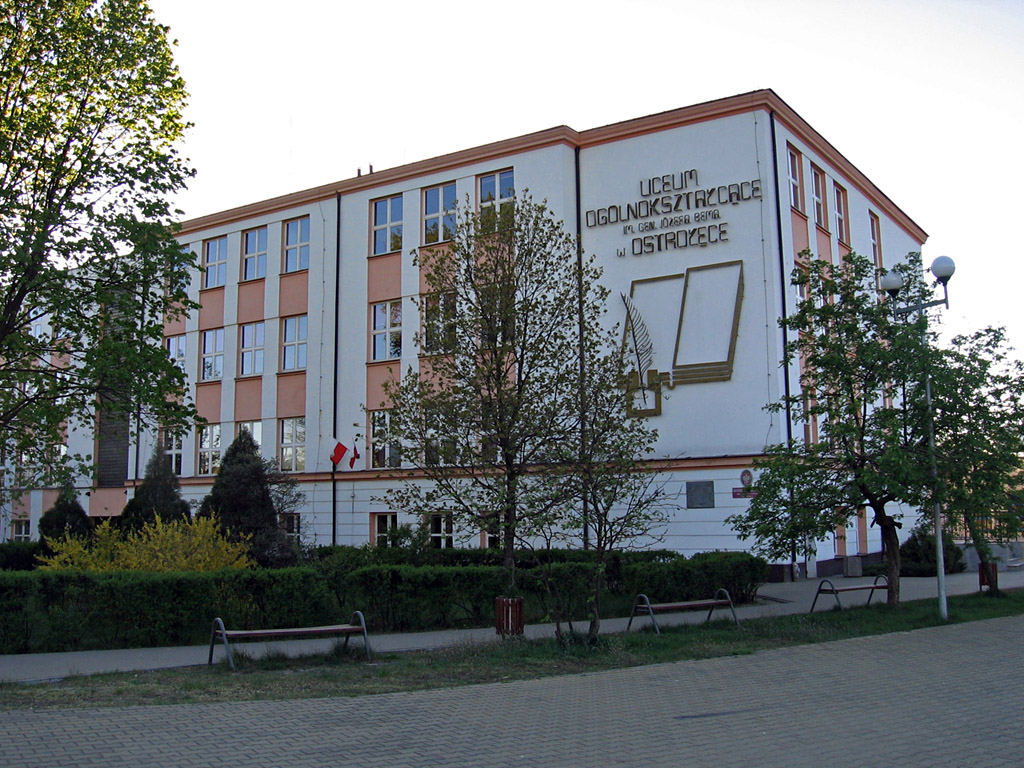 LICEUM
OGÓLNOKSZTAŁCĄCE
IM. GEN. JÓZEFA BEMA
w OSTROŁĘCE